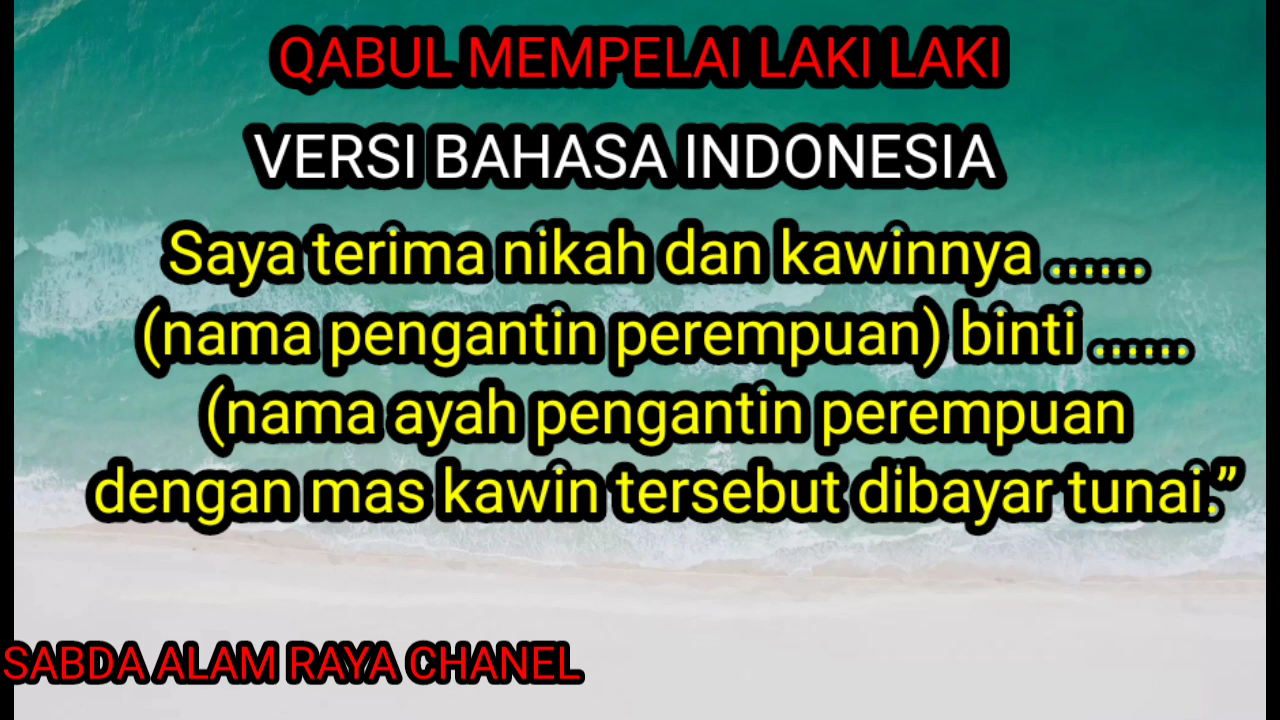 QABUL MEMPELAI LAKI LAKI
VERSI BAHASA INDONESIA
Saya terima nikah dan kawinnya ......
(nama pengantin perempuan) binti ......
(nama ayah pengantin perempuan
dengan mas kawin tersebut dibayar tunai.”
SABDA ALAM RAYA CHANEL